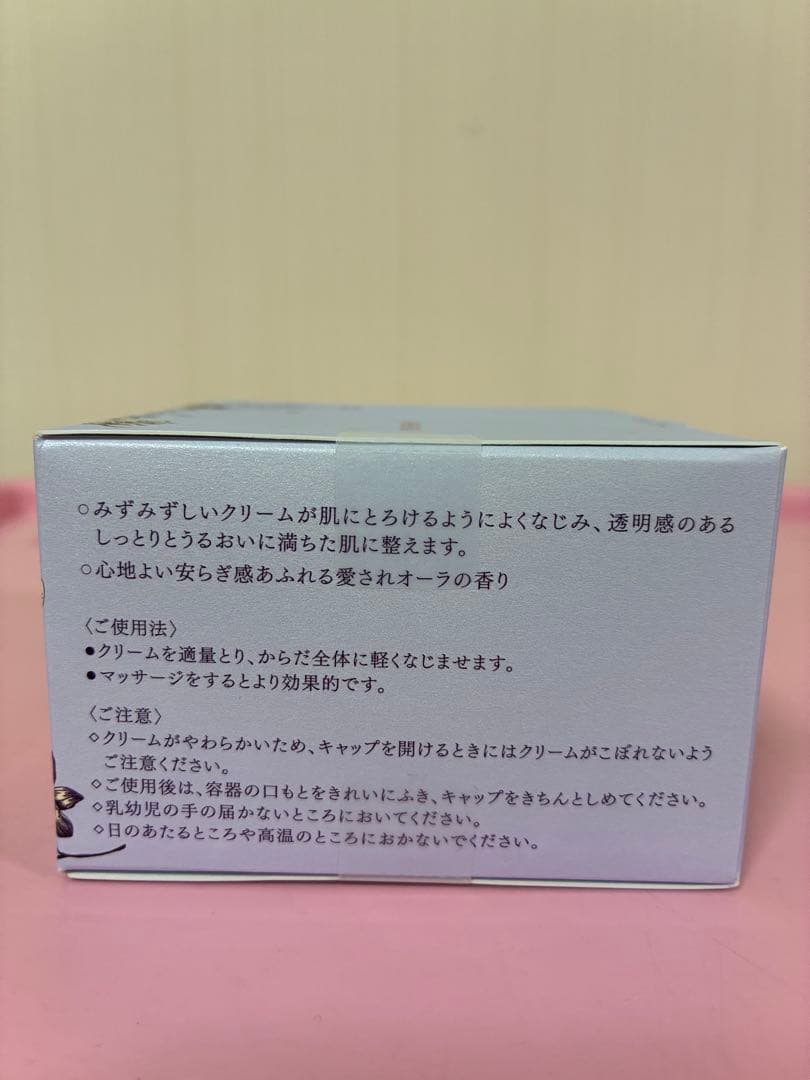 ○みずみずしいクリームが肌にとろけるようによくなじみ、透明感のある
しっとりとうるおいに満ちた肌に整えます。
○心地よい安らぎ感あふれる愛されオーラの香り
〈ご使用法〉
●クリームを適量とり、からだ全体に軽くなじませます。
●マッサージをするとより効果的です。
〈ご注意〉
◇クリームがやわらかいため、キャップを開けるときにはクリームがこぼれないよう
ご注意ください。
◇ご使用後は、容器の口もとをきれいにふき、キャップをきちんとしめてください。
◇乳幼児の手の届かないところにおいてください。
◇日のあたるところや高温のところにおかないでください。